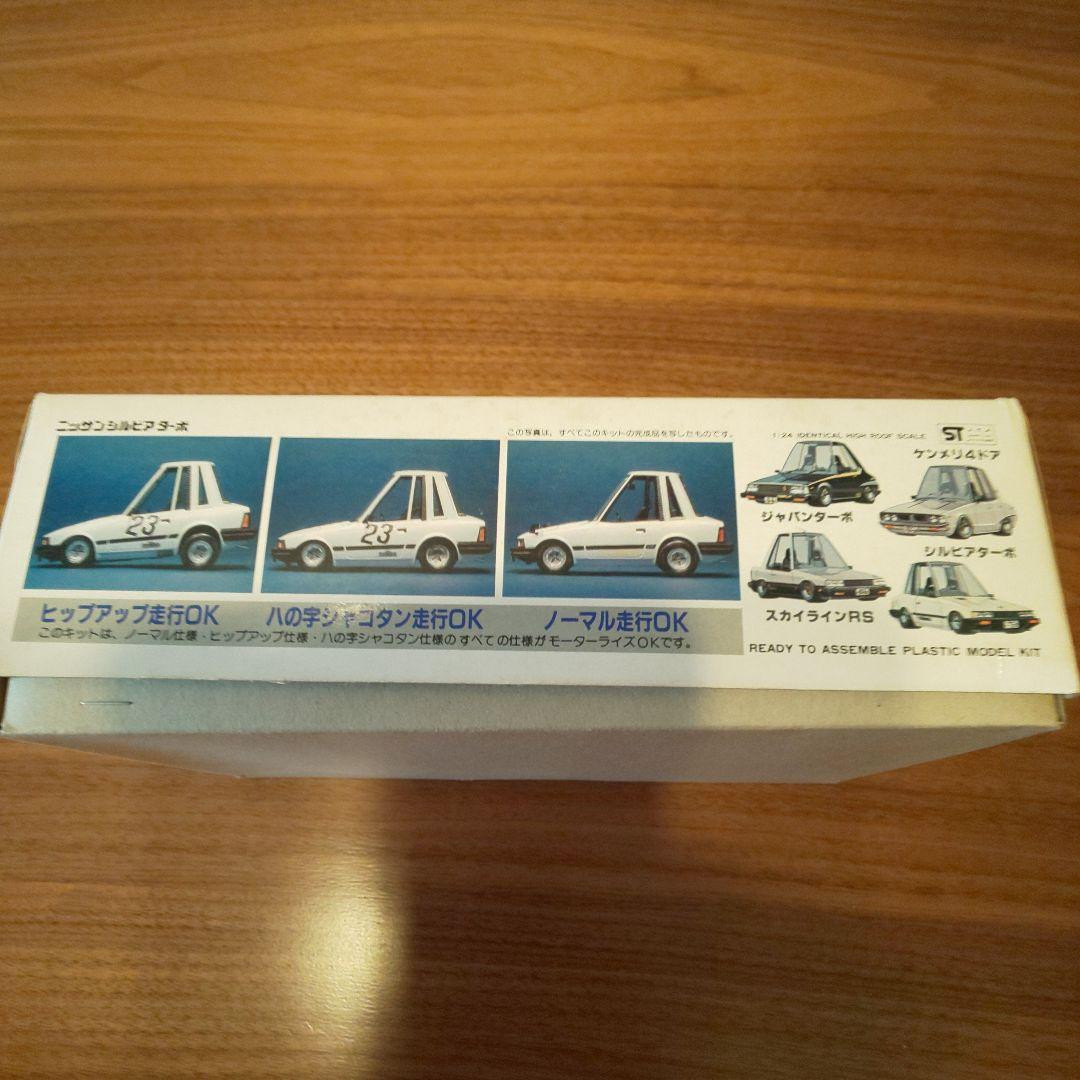 ニッサンシルビアターボ
この写真は、すべてこのキットの完成品を写したものです。
23
23
ヒップアップ走行OK
ハの字シャコタン走行OK
ノーマル走行OK
このキットは、ノーマル仕様・ヒップアップ仕様・ハの字シャコタン仕様のすべての仕様がモーターライズOKです。
1/24 IDENTICAL HIGH ROOF SCALE
ST
ケンメリ4ドア
ジャパンターボ
シルビアターボ
スカイラインRS
READY TO ASSEMBLE PLASTIC MODEL KIT